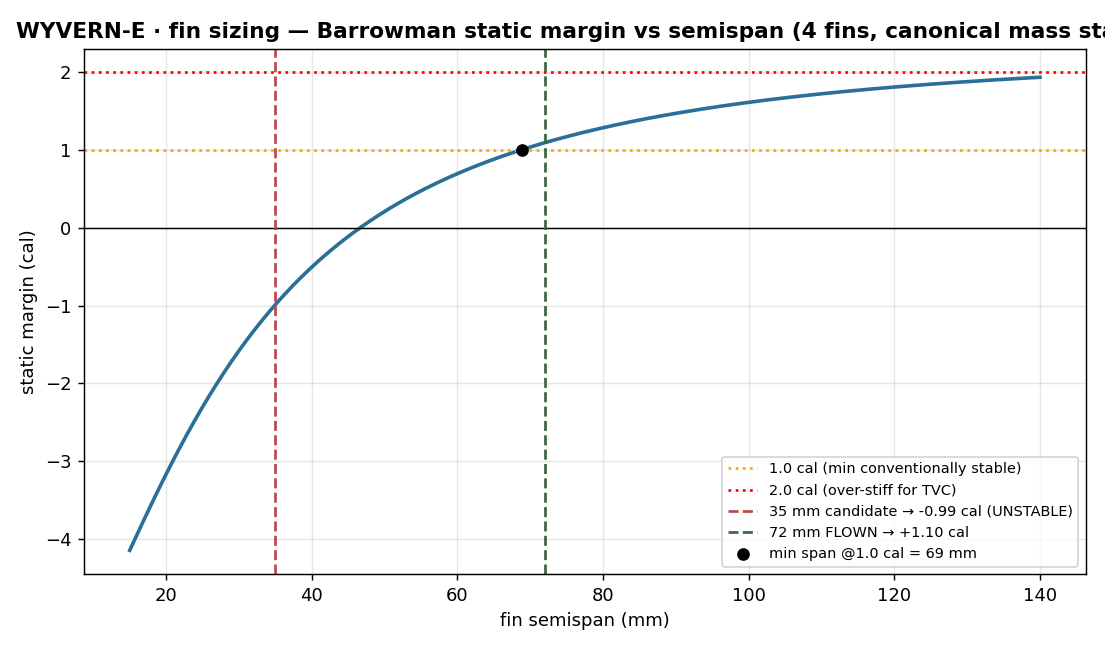 WYVERN-E · fin sizing — Barrowman static margin vs semispan (4 fins, canonical mass sta
2
1
0
−1
−2
−3
−4
static margin (cal)
1.0 cal (min conventionally stable)
2.0 cal (over-stiff for TVC)
35 mm candidate → -0.99 cal (UNSTABLE)
72 mm FLOWN → +1.10 cal
min span @1.0 cal = 69 mm
20 40 60 80 100 120 140
fin semispan (mm)